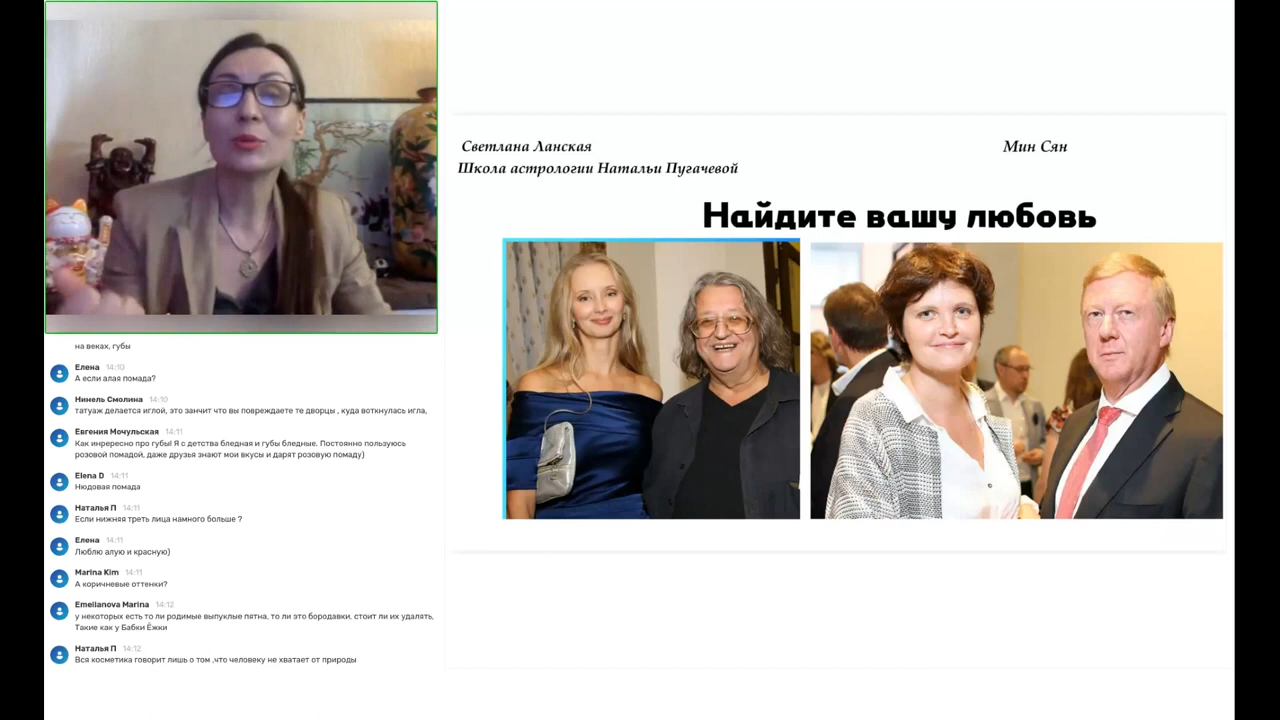 Светлана Ланская
Мин Сян
Школа астрологии Натальи Пугачевой
Найдите вашу любовь
на веках, губы
Елена 14:10
А если алая помада?
Нинель Смолина 14:10
татуаж делается иглой, это занчит что вы повреждаете те дворцы , куда воткнулась игла,
Евгения Мочульская 14:11
Как инрересно про губы! Я с детства бледная и губы бледные. Постоянно пользуюсь
розовой помадой, даже друзья знают мои вкусы и дарят розовую помаду)
Elena D 14:11
Нюдовая помада
Наталья П 14:11
Если нижняя треть лица намного больше ?
Елена 14:11
Люблю алую и красную)
Marina Kim 14:11
А коричневые оттенки?
Emelianova Marina 14:12
у некоторых есть то ли родимые выпуклые пятна, то ли это бородавки. стоит ли их удалять,
Такие как у Бабки Ёжки
Наталья П 14:12
Вся косметика говорит лишь о том ,что человеку не хватает от природы